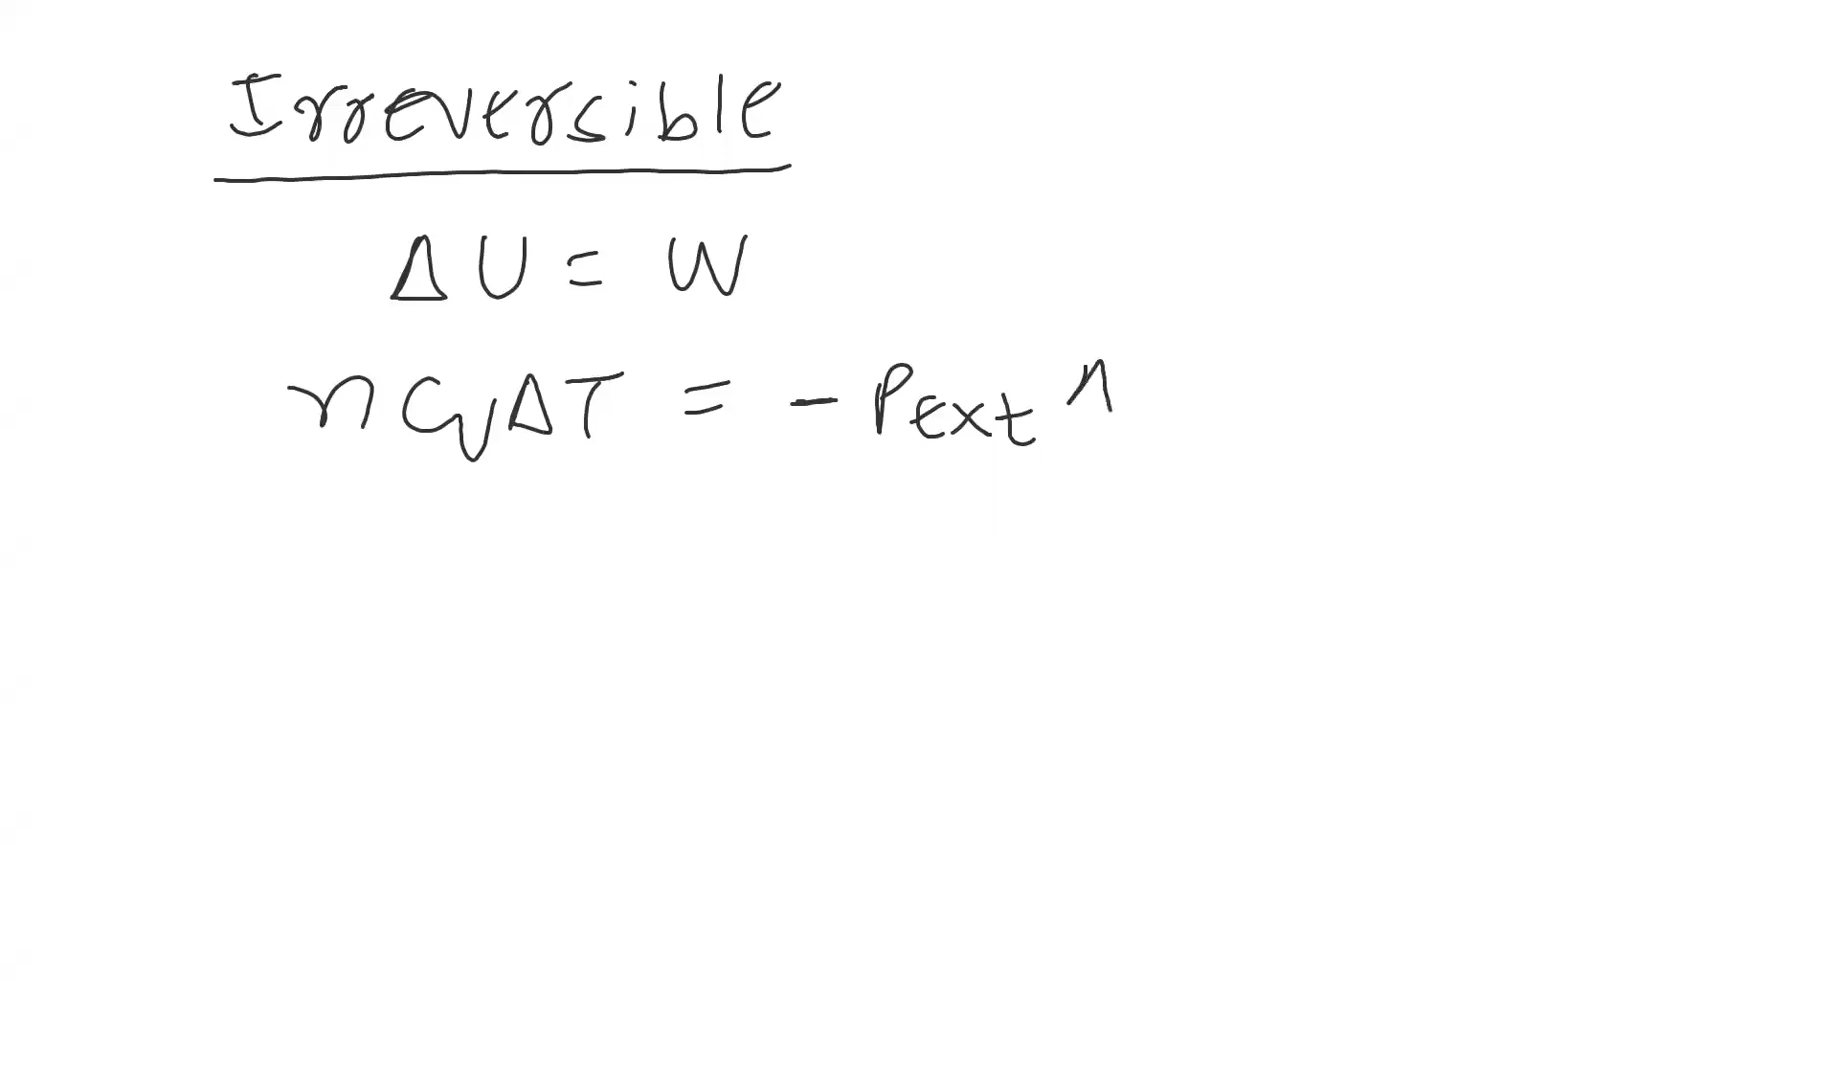 Irreversible
ΔU = W
nCvΔT = -PExt